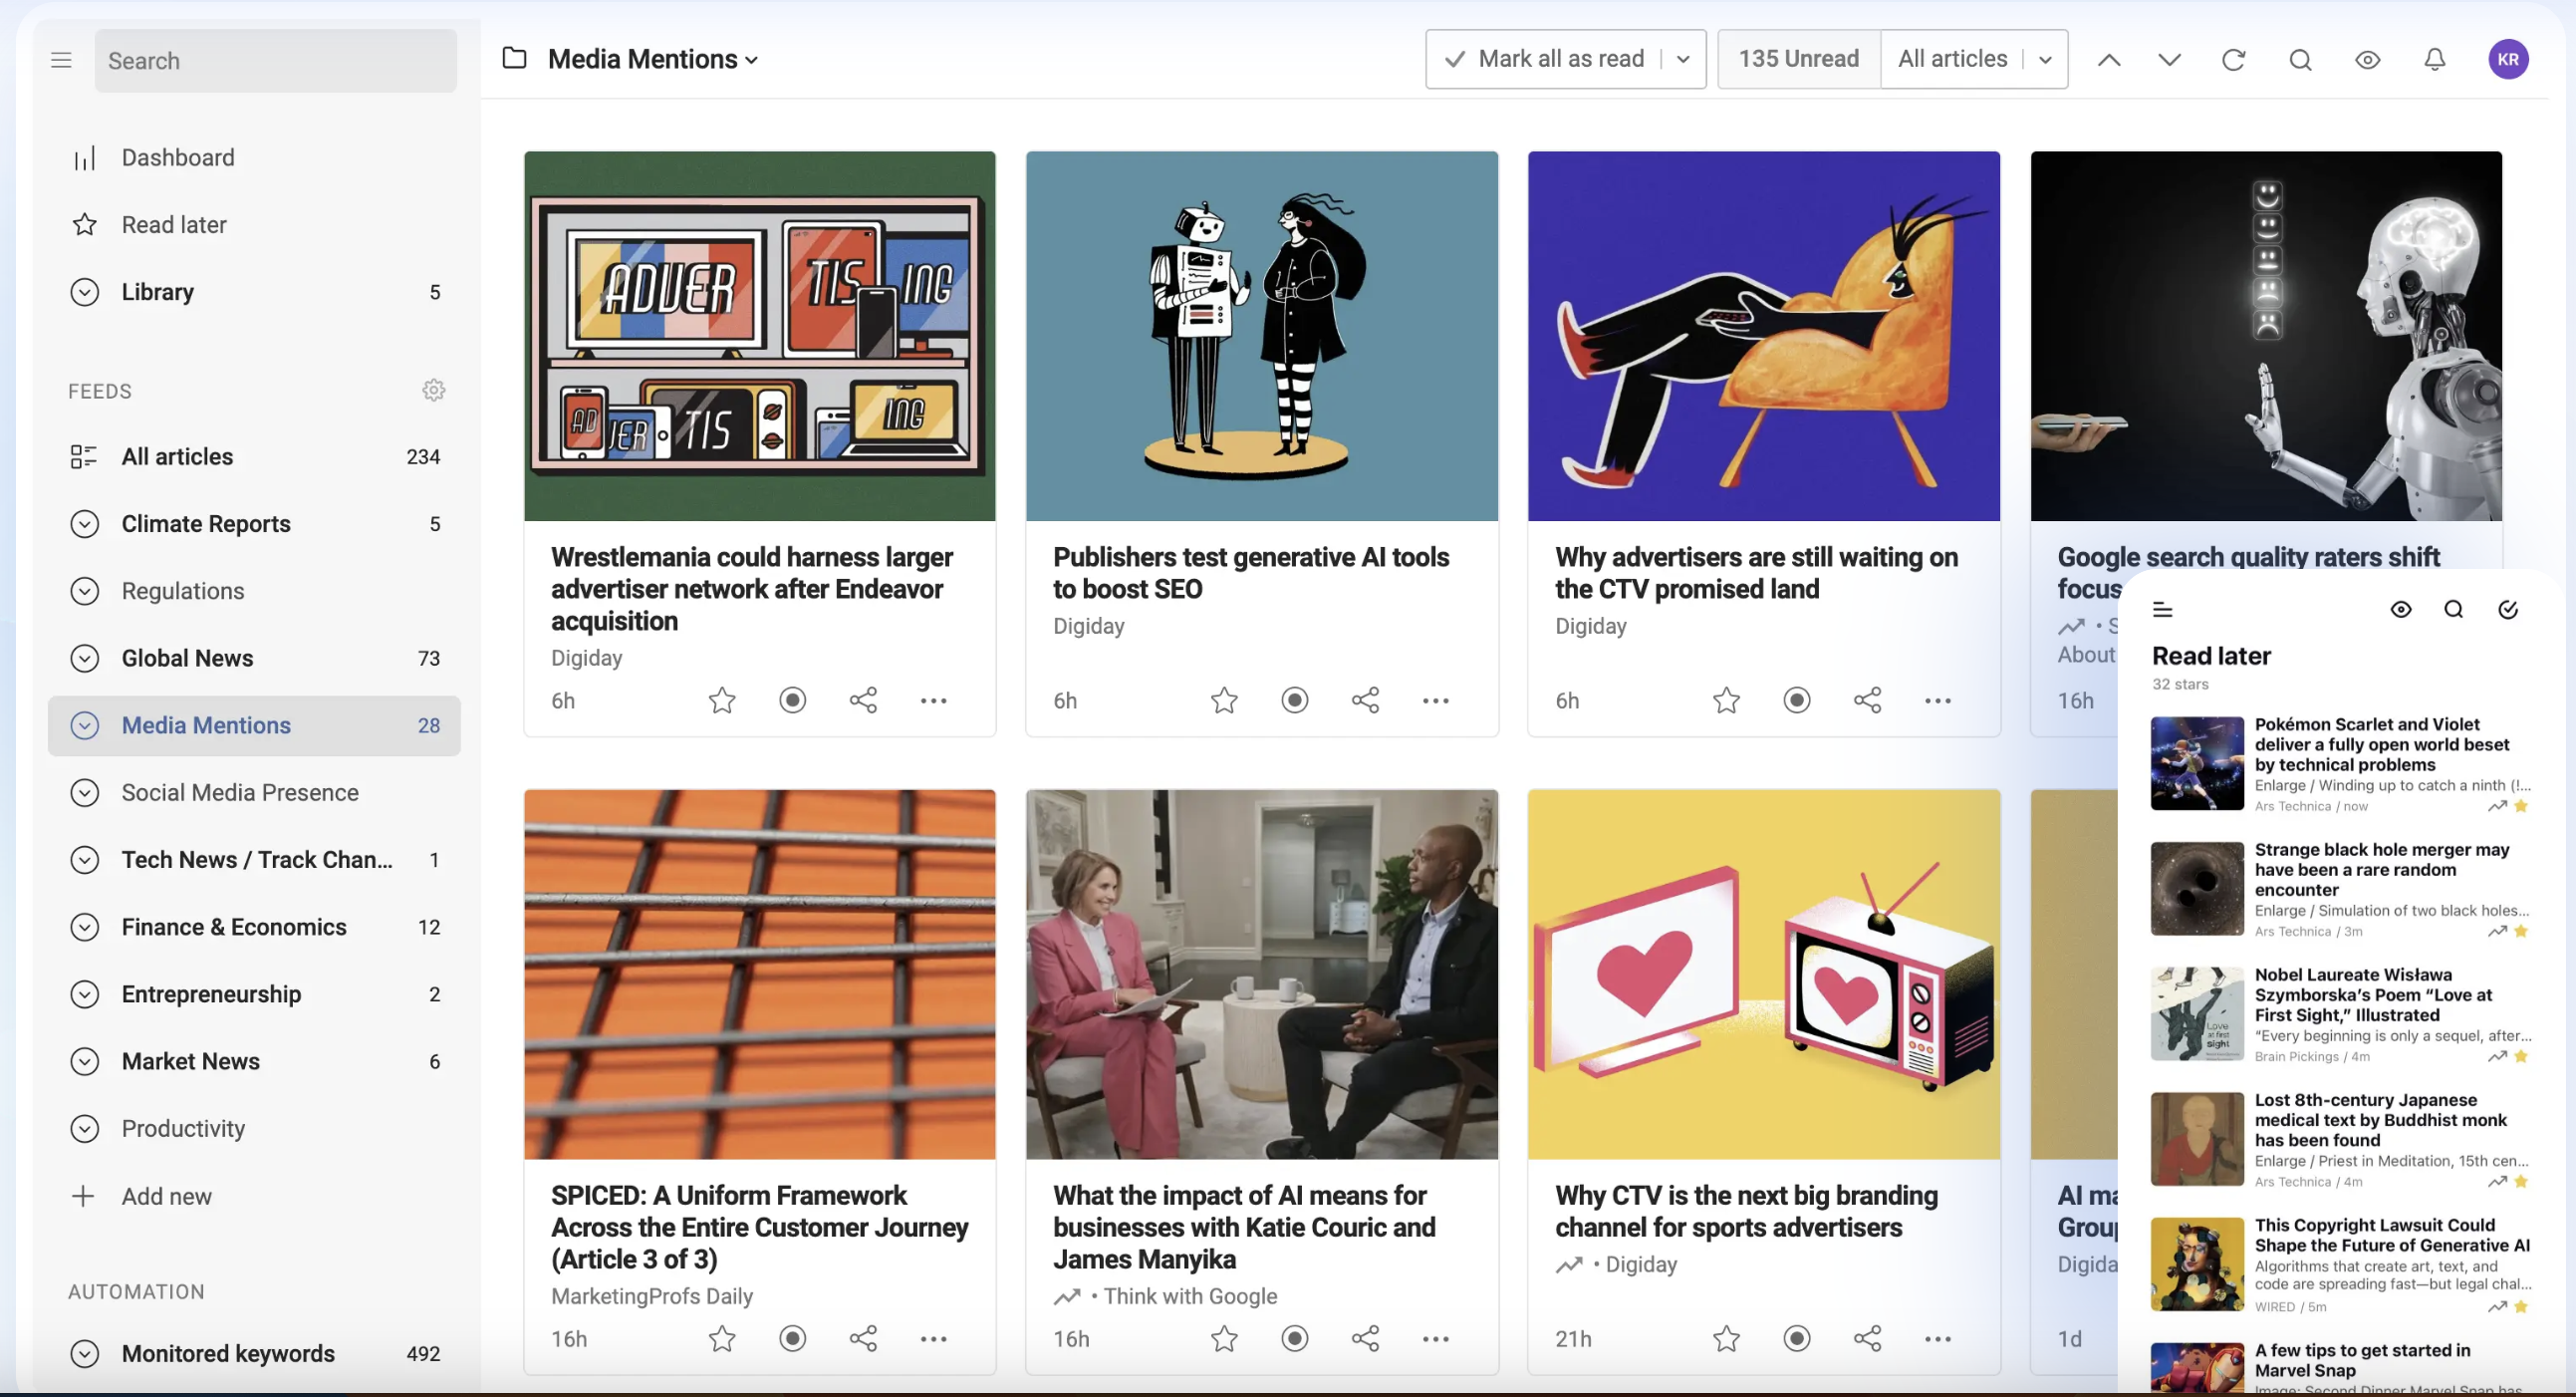 Search
Dashboard
Read later
Library 5
FEEDS
All articles 234
Climate Reports 5
Regulations
Global News 73
Media Mentions 28
Social Media Presence
Tech News / Track Chan... 1
Finance & Economics 12
Entrepreneurship 2
Market News 6
Productivity
Add new
AUTOMATION
Monitored keywords 492
Media Mentions
Mark all as read
135 Unread
All articles
KR
ADVER
TIS
ING
AD
VER
TIS
ING
Wrestlemania could harness larger
advertiser network after Endeavor
acquisition
Digiday
6h
Publishers test generative AI tools
to boost SEO
Digiday
6h
Why advertisers are still waiting on
the CTV promised land
Digiday
6h
Google search quality raters shift
focus
• S
About
16h
SPICED: A Uniform Framework
Across the Entire Customer Journey
(Article 3 of 3)
MarketingProfs Daily
16h
What the impact of AI means for
businesses with Katie Couric and
James Manyika
• Think with Google
16h
Why CTV is the next big branding
channel for sports advertisers
• Digiday
21h
AI ma
Group
Digida
1d
Read later
32 stars
Pokémon Scarlet and Violet
deliver a fully open world beset
by technical problems
Enlarge / Winding up to catch a ninth (!...
Ars Technica / now
Strange black hole merger may
have been a rare random
encounter
Enlarge / Simulation of two black holes...
Ars Technica / 3m
Love
at first
sight
Nobel Laureate Wisława
Szymborska’s Poem “Love at
First Sight,” Illustrated
“Every beginning is only a sequel, after...
Brain Pickings / 4m
Lost 8th-century Japanese
medical text by Buddhist monk
has been found
Enlarge / Priest in Meditation, 15th cen...
Ars Technica / 4m
This Copyright Lawsuit Could
Shape the Future of Generative AI
Algorithms that create art, text, and
code are spreading fast—but legal chal...
WIRED / 5m
A few tips to get started in
Marvel Snap
Image: Second Dinner Marvel Snap has